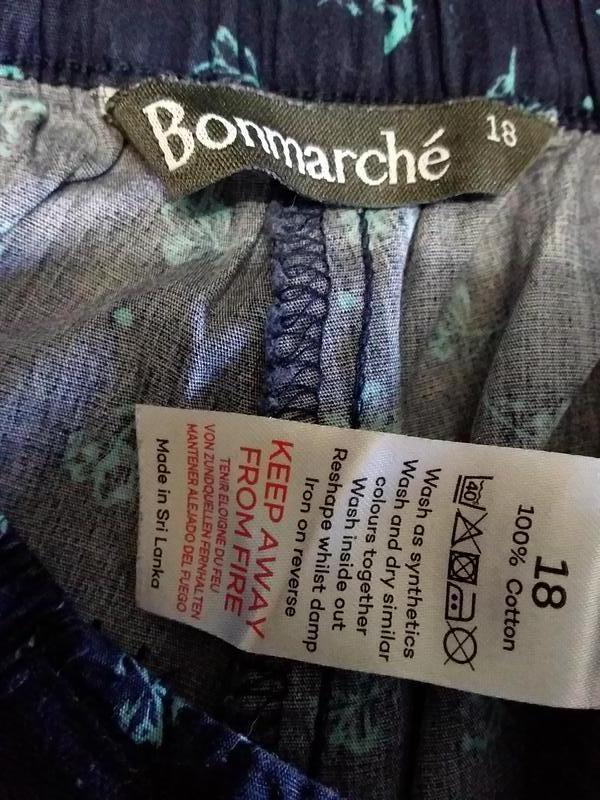 Bonmarché 18
18
100% Cotton
40
Wash as synthetics
Wash and dry similar
colours together
Wash inside out
Reshape whilst damp
Iron on reverse
KEEP AWAY
FROM FIRE
TENIR ELOIGNE DU FEU
VON ZUNDQUELLEN FERNHALTEN
MANTENER ALEJADO DEL FUEGO
Made in Sri Lanka